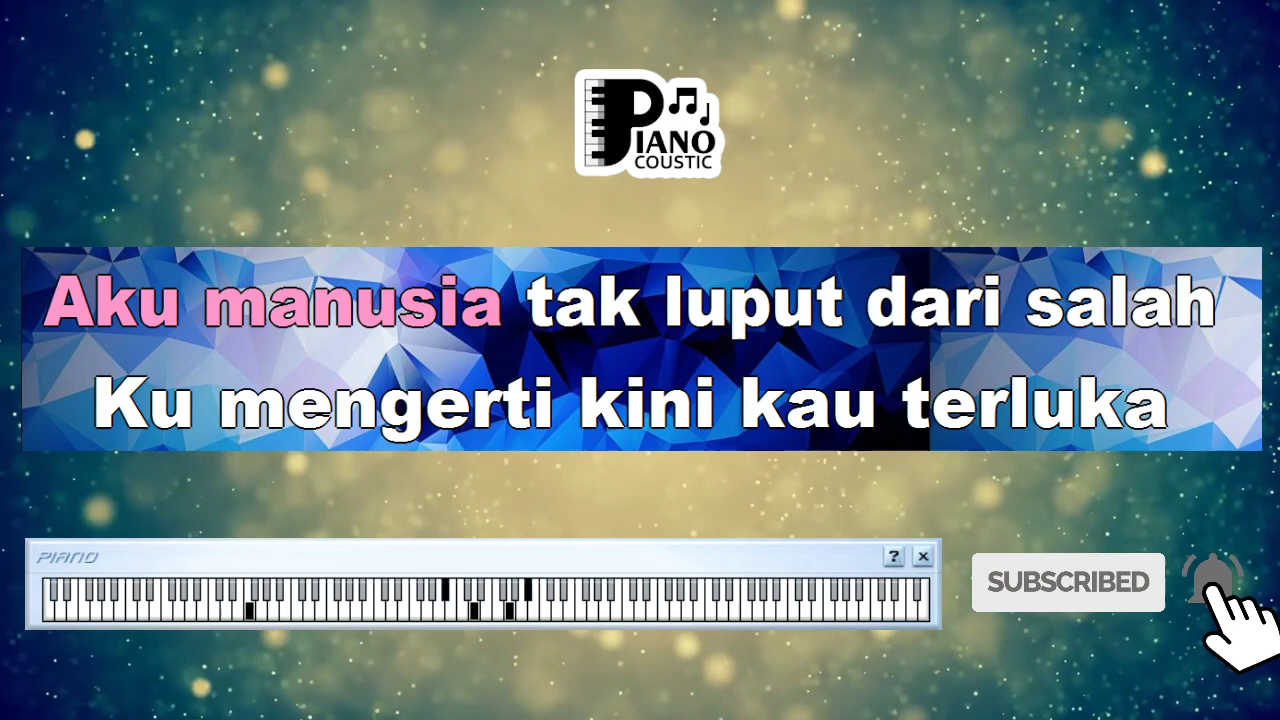 PIANO
COUSTIC
Aku manusia tak luput dari salah
Ku mengerti kini kau terluka
PIANO
? ×
SUBSCRIBED